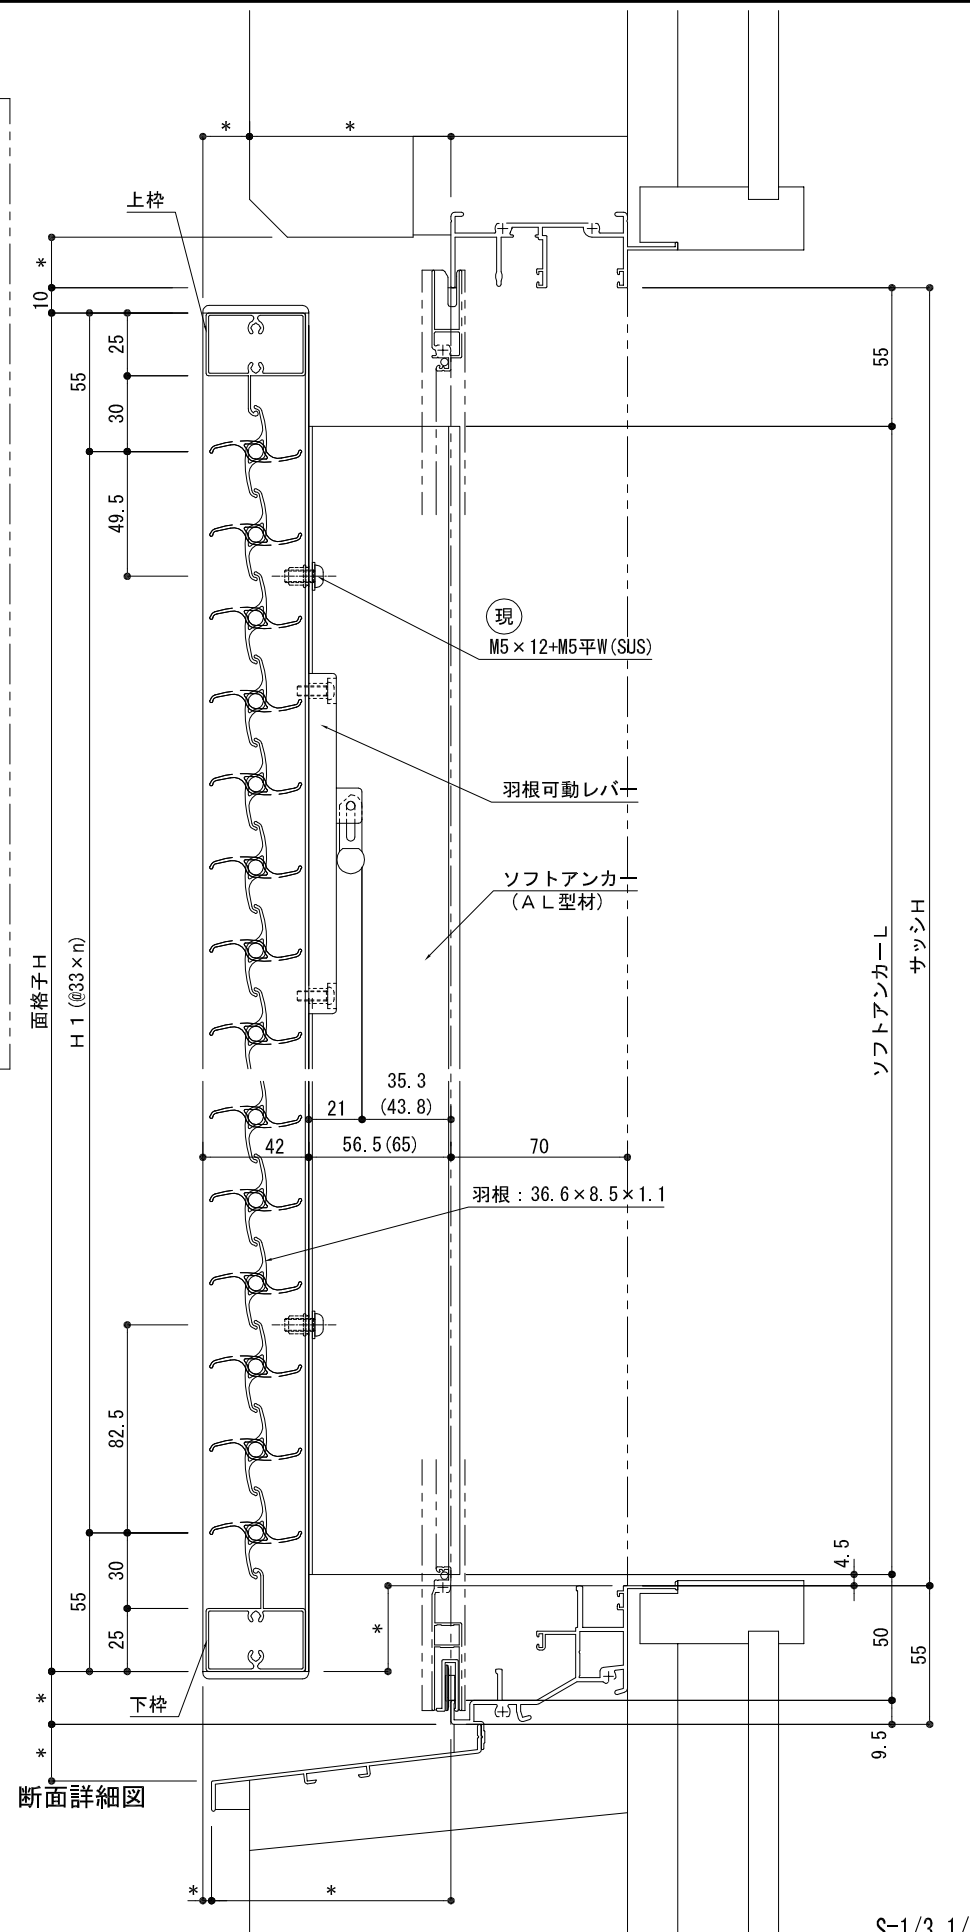 *
*
上枠
*
10
25
55
55
30
49.5
現
M5×12+M5平W(SUS)
羽根可動レバー
ソフトアンカー
(AL型材)
面格子H
H1(@33×n)
ソフトアンカーL
サッシH
35.3
21
(43.8)
42
56.5(65)
70
羽根:36.6×8.5×1.1
82.5
4.5
30
55
*
50
25
55
*
下枠
*
9.5
断面詳細図
*
*
S=1/3 1/